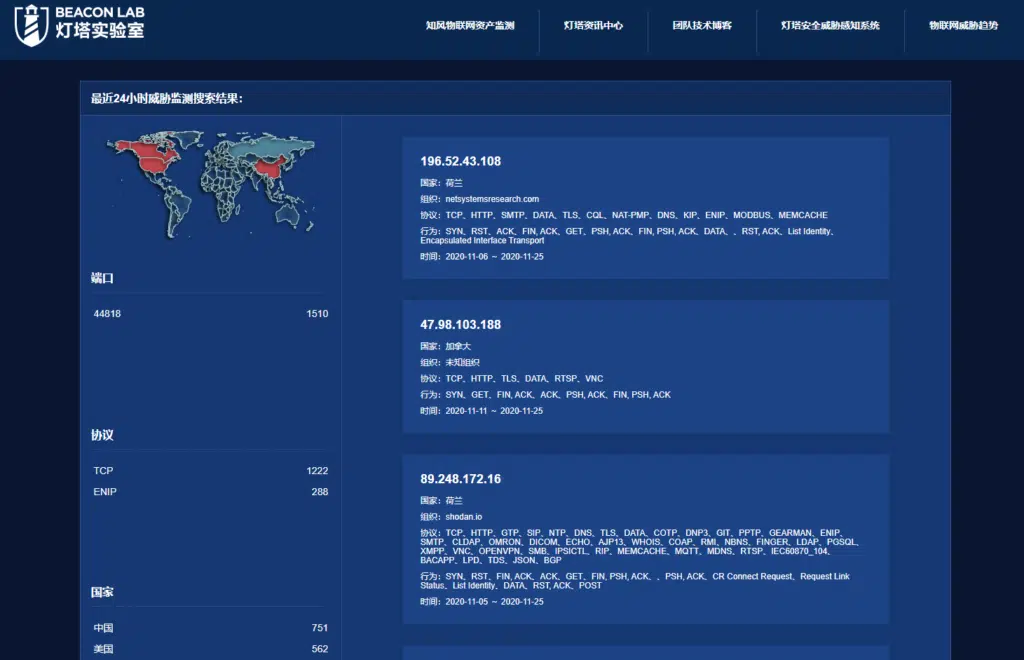 BEACON LAB
灯塔实验室
知风物联网资产监测
灯塔资讯中心
团队技术博客
灯塔安全威胁感知系统
物联网威胁趋势
最近24小时威胁监测搜索结果：
端口
44818 1510
协议
TCP 1222
ENIP 288
国家
中国 751
美国 562
196.52.43.108
国家：荷兰
组织：netsystemsresearch.com
协议：TCP、HTTP、SMTP、DATA、TLS、CQL、NAT-PMP、DNS、KIP、ENIP、MODBUS、MEMCACHE
行为：SYN、RST、ACK、FIN, ACK、GET、PSH, ACK、FIN, PSH, ACK、DATA、、RST, ACK、List Identity、
Encapsulated Interface Transport
时间：2020-11-06 ~ 2020-11-25
47.98.103.188
国家：加拿大
组织：未知组织
协议：TCP、HTTP、TLS、DATA、RTSP、VNC
行为：SYN、GET、FIN, ACK、ACK、PSH, ACK、FIN, PSH, ACK
时间：2020-11-11 ~ 2020-11-25
89.248.172.16
国家：荷兰
组织：shodan.io
协议：TCP、HTTP、GTP、SIP、NTP、DNS、TLS、DATA、COTP、DNP3、GIT、PPTP、GEARMAN、ENIP、
SMTP、CLDAP、OMRON、DICOM、ECHO、AJP13、WHOIS、COAP、RMI、NBNS、FINGER、LDAP、PGSQL、
XMPP、VNC、OPENVPN、SMB、IPSICTL、RIP、MEMCACHE、MQTT、MDNS、RTSP、IEC60870_104、
BACAPP、LPD、TDS、JSON、BGP
行为：SYN、RST、FIN, ACK、ACK、GET、FIN, PSH, ACK、、PSH, ACK、CR Connect Request、Request Link
Status、List Identity、DATA、RST, ACK、POST
时间：2020-11-05 ~ 2020-11-25